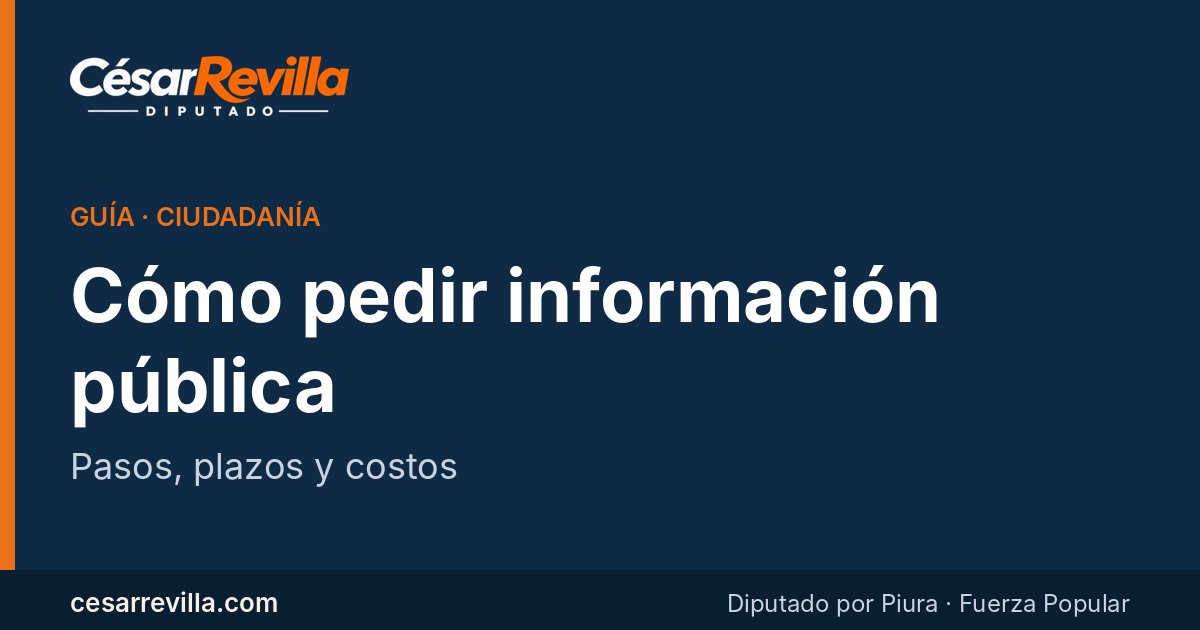 CésarRevilla
DIPUTADO
GUÍA · CIUDADANÍA
Cómo pedir información
pública
Pasos, plazos y costos
cesarrevilla.com
Diputado por Piura · Fuerza Popular